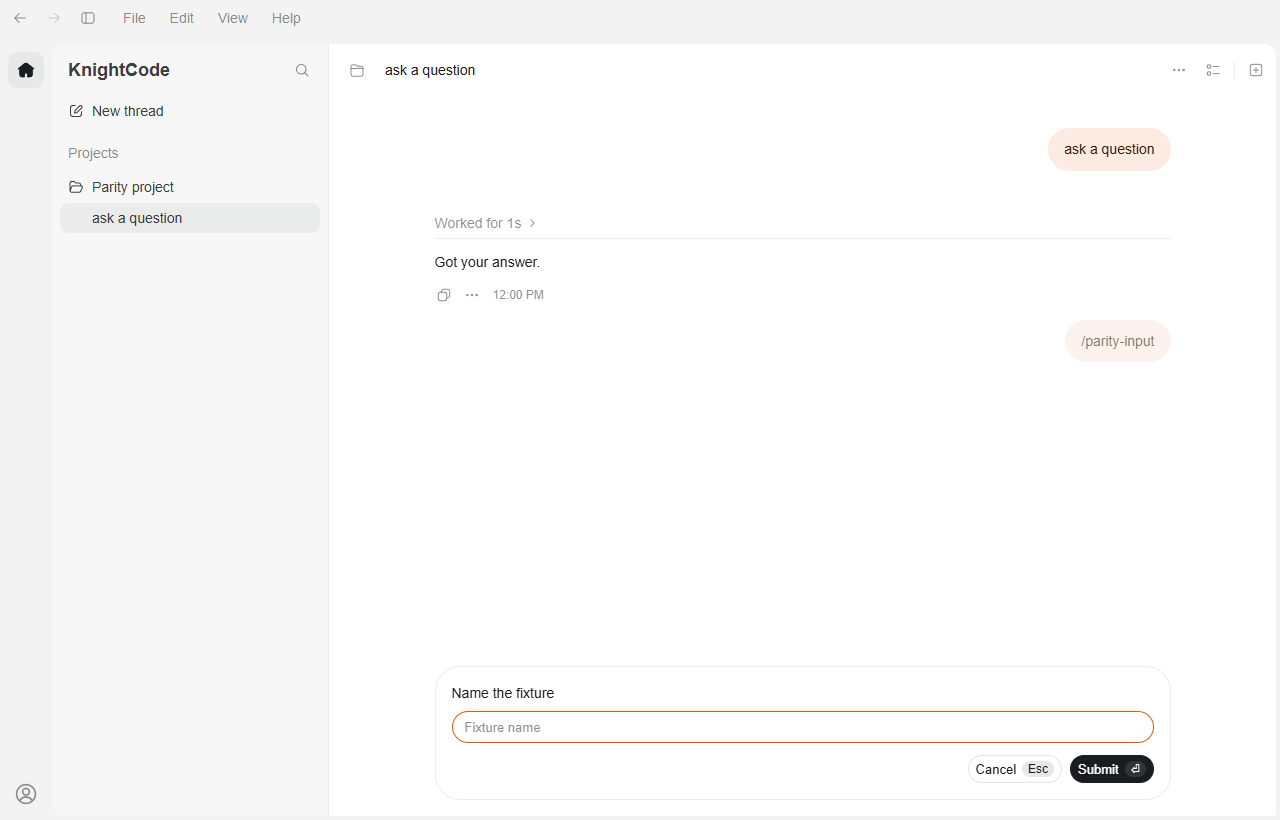 File Edit View Help
KnightCode
New thread
Projects
Parity project
ask a question
ask a question
ask a question
Worked for 1s
Got your answer.
12:00 PM
/parity-input
Name the fixture
Fixture name
Cancel Esc
Submit